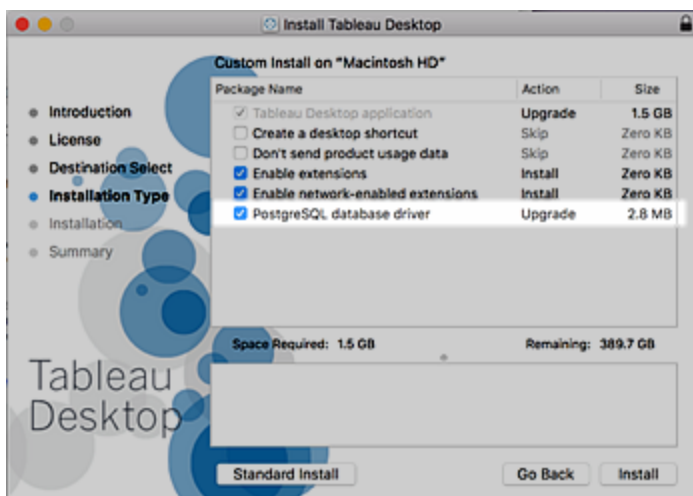 Install Tableau Desktop
Custom Install on "Macintosh HD"
Package Name Action Size
Tableau Desktop application Upgrade 1.5 GB
Create a desktop shortcut Skip Zero KB
Don't send product usage data Skip Zero KB
Enable extensions Install Zero KB
Enable network-enabled extensions Install Zero KB
PostgreSQL database driver Upgrade 2.8 MB
Introduction
License
Destination Select
Installation Type
Installation
Summary
Space Required: 1.5 GB Remaining: 389.7 GB
Tableau
Desktop
Standard Install Go Back Install